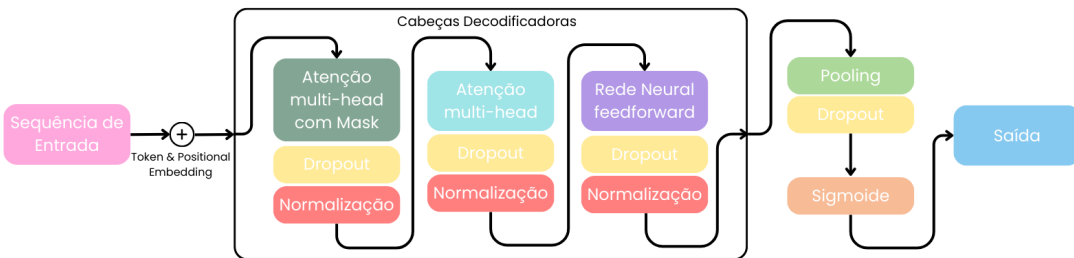 Cabeças Decodificadoras
Sequência de
Entrada
+
Token & Positional
Embedding
Atenção
multi-head
com Mask
Dropout
Normalização
Atenção
multi-head
Dropout
Normalização
Rede Neural
feedforward
Dropout
Normalização
Pooling
Dropout
Sigmoide
Saída